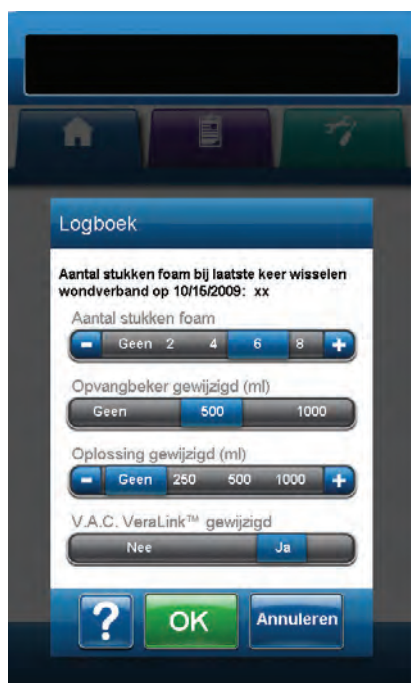 Logboek
Aantal stukken foam bij laatste keer wisselen
wondverband op 10/15/2009: xx
Aantal stukken foam
- Geen 2 4 6 8 +
Opvangbeker gewijzigd (ml)
Geen 500 1000
Oplossing gewijzigd (ml)
- Geen 250 500 1000 +
V.A.C. VeraLink™ gewijzigd
Nee Ja
? OK Annuleren